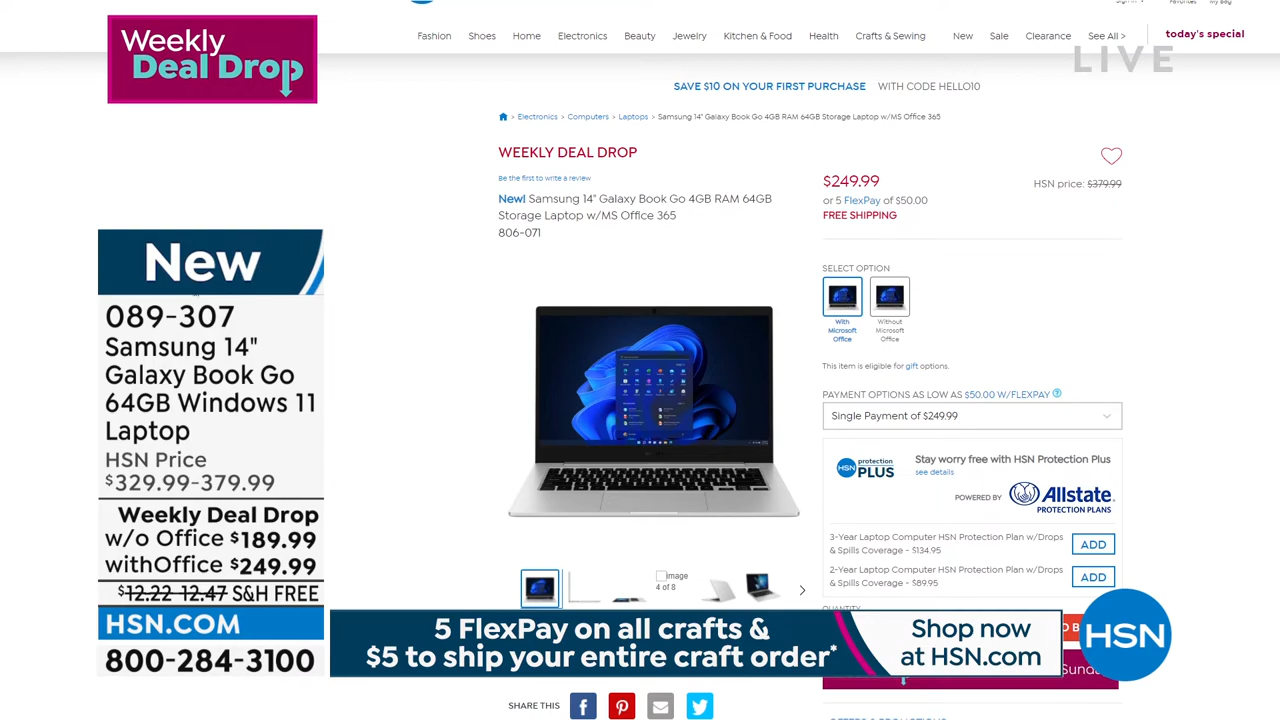 Weekly
Deal Drop
Favorites
My Bag
Fashion Shoes Home Electronics Beauty Jewelry Kitchen & Food Health Crafts & Sewing New Sale Clearance See All > today's special
LIVE
SAVE $10 ON YOUR FIRST PURCHASE WITH CODE HELLO10
> Electronics > Computers > Laptops > Samsung 14" Galaxy Book Go 4GB RAM 64GB Storage Laptop w/MS Office 365
WEEKLY DEAL DROP
Be the first to write a review
New! Samsung 14" Galaxy Book Go 4GB RAM 64GB
Storage Laptop w/MS Office 365
806-071
$249.99
HSN price: $379.99
or 5 FlexPay of $50.00
FREE SHIPPING
SELECT OPTION
With
Microsoft
Office
Without
Microsoft
Office
This item is eligible for gift options.
PAYMENT OPTIONS AS LOW AS $50.00 W/FLEXPAY ?
Single Payment of $249.99
HSN protection
PLUS
Stay worry free with HSN Protection Plus
see details
POWERED BY Allstate
PROTECTION PLANS
3-Year Laptop Computer HSN Protection Plan w/Drops
& Spills Coverage - $134.95
ADD
2-Year Laptop Computer HSN Protection Plan w/Drops
& Spills Coverage - $89.95
ADD
QUANTITY
Image
4 of 8
New
089-307
Samsung 14"
Galaxy Book Go
64GB Windows 11
Laptop
HSN Price
$329.99-379.99
Weekly Deal Drop
w/o Office $189.99
withOffice $249.99
$12.22-12.47 S&H FREE
HSN.COM
800-284-3100
5 FlexPay on all crafts &
$5 to ship your entire craft order*
Shop now
at HSN.com
HSN
SHARE THIS